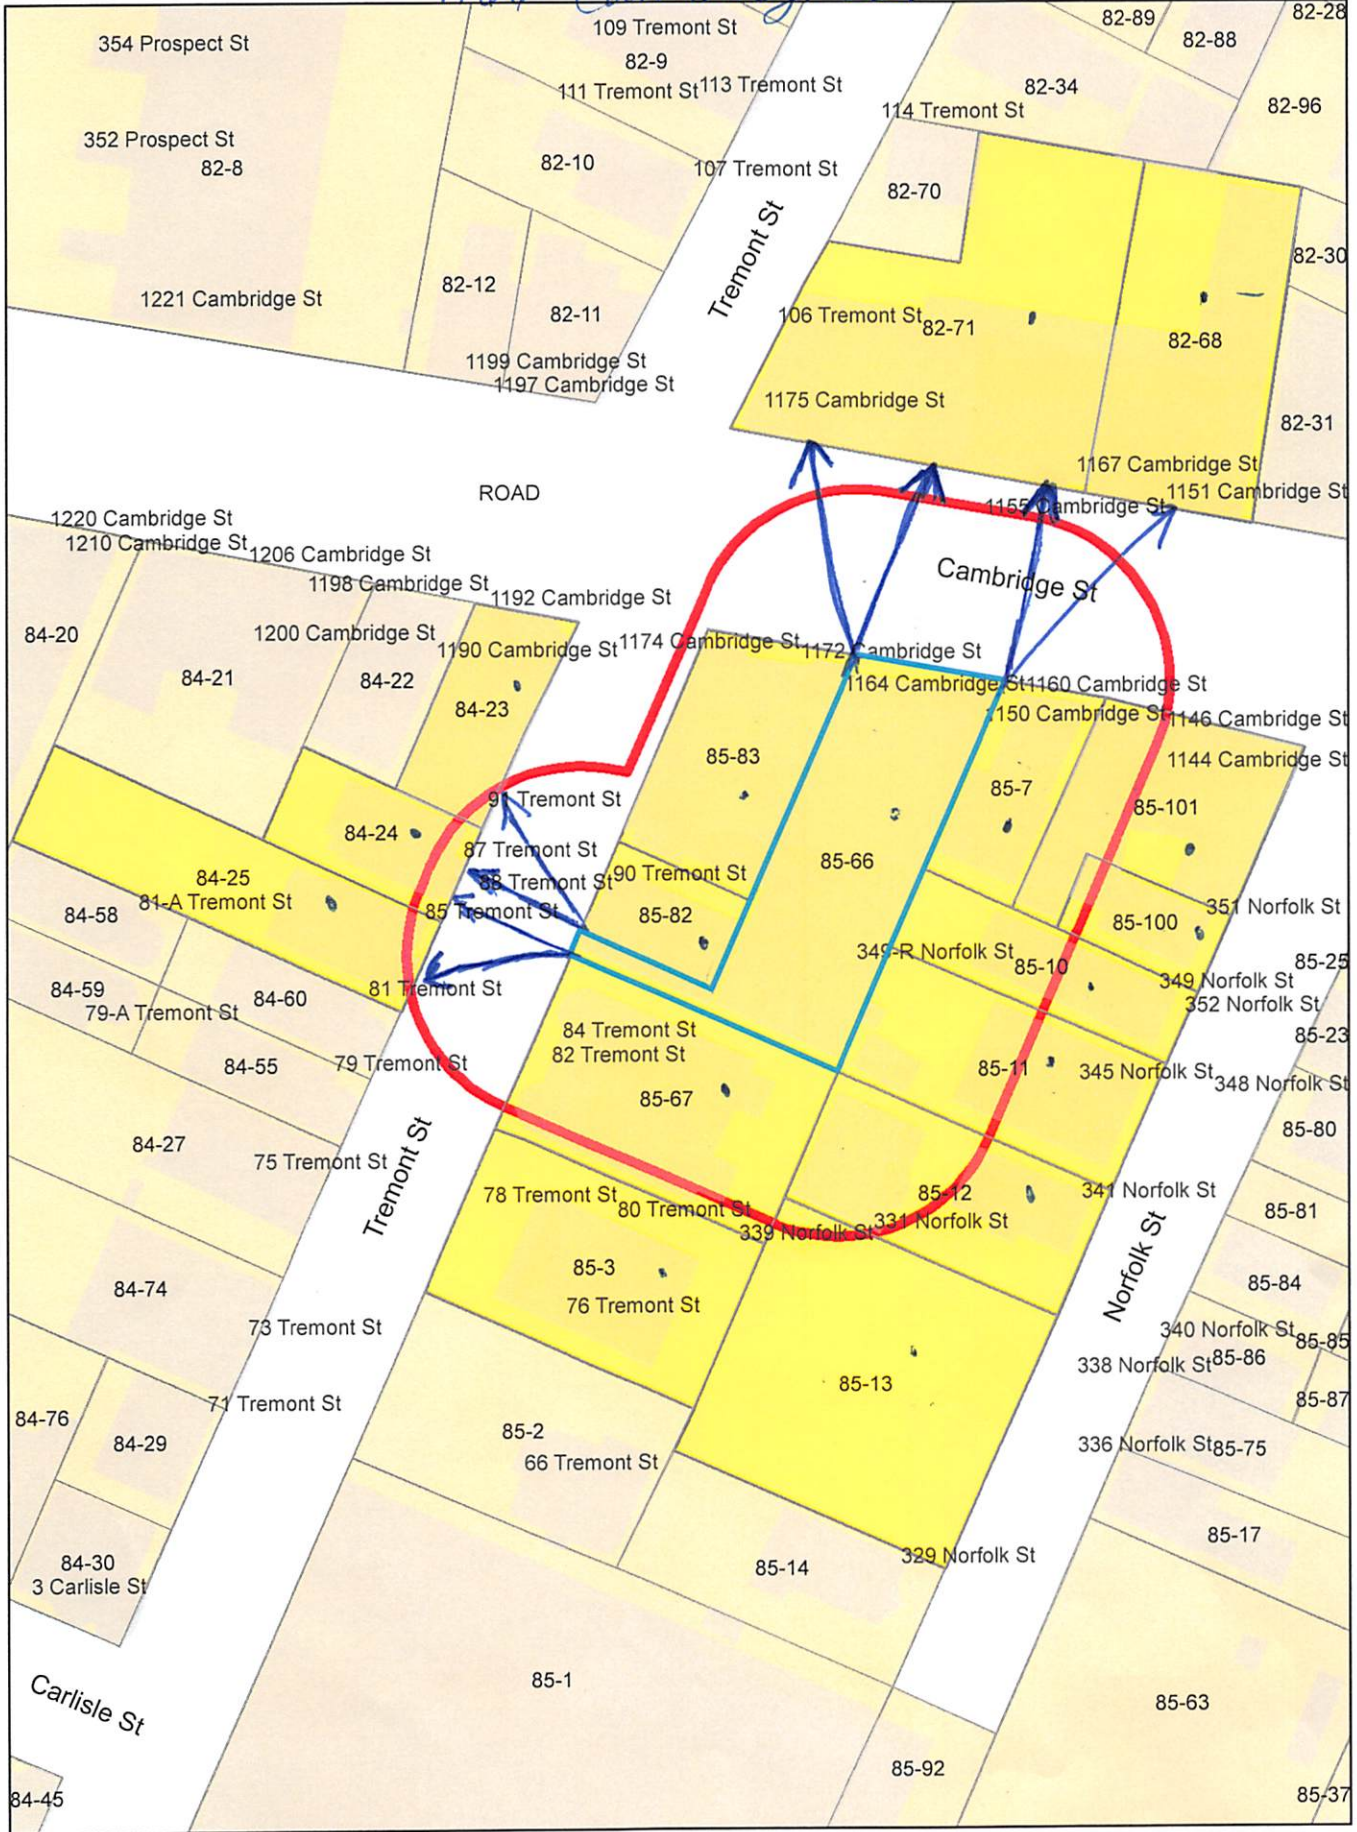 354 Prospect St
109 Tremont St
82-9
111 Tremont St
113 Tremont St
82-89
82-88
82-28
82-34
82-96
114 Tremont St
352 Prospect St
82-8
82-10
107 Tremont St
82-70
Tremont St
82-30
1221 Cambridge St
82-12
82-11
106 Tremont St
82-71
82-68
1199 Cambridge St
1197 Cambridge St
1175 Cambridge St
82-31
1167 Cambridge St
1151 Cambridge St
ROAD
1155 Cambridge St
1220 Cambridge St
1210 Cambridge St
1206 Cambridge St
1198 Cambridge St
1192 Cambridge St
Cambridge St
84-20
1200 Cambridge St
1190 Cambridge St
1174 Cambridge St
1172 Cambridge St
84-21
84-22
84-23
1164 Cambridge St
1160 Cambridge St
1150 Cambridge St
1146 Cambridge St
85-83
1144 Cambridge St
85-7
85-101
91 Tremont St
84-24
87 Tremont St
85-66
84-25
88 Tremont St
90 Tremont St
81-A Tremont St
85 Tremont St
85-82
84-58
351 Norfolk St
85-100
349-R Norfolk St
85-10
85-25
84-59
84-60
81 Tremont St
349 Norfolk St
352 Norfolk St
79-A Tremont St
84 Tremont St
82 Tremont St
85-23
84-55
79 Tremont St
85-67
85-11
345 Norfolk St
348 Norfolk St
84-27
75 Tremont St
Tremont St
85-80
78 Tremont St
80 Tremont St
85-12
341 Norfolk St
339 Norfolk St
331 Norfolk St
85-81
Norfolk St
85-3
76 Tremont St
84-74
85-84
73 Tremont St
340 Norfolk St
85-85
338 Norfolk St
85-86
85-13
71 Tremont St
85-87
84-76
84-29
85-2
66 Tremont St
336 Norfolk St
85-75
85-17
84-30
3 Carlisle St
85-14
329 Norfolk St
85-1
Carlisle St
85-63
85-92
84-45
85-37